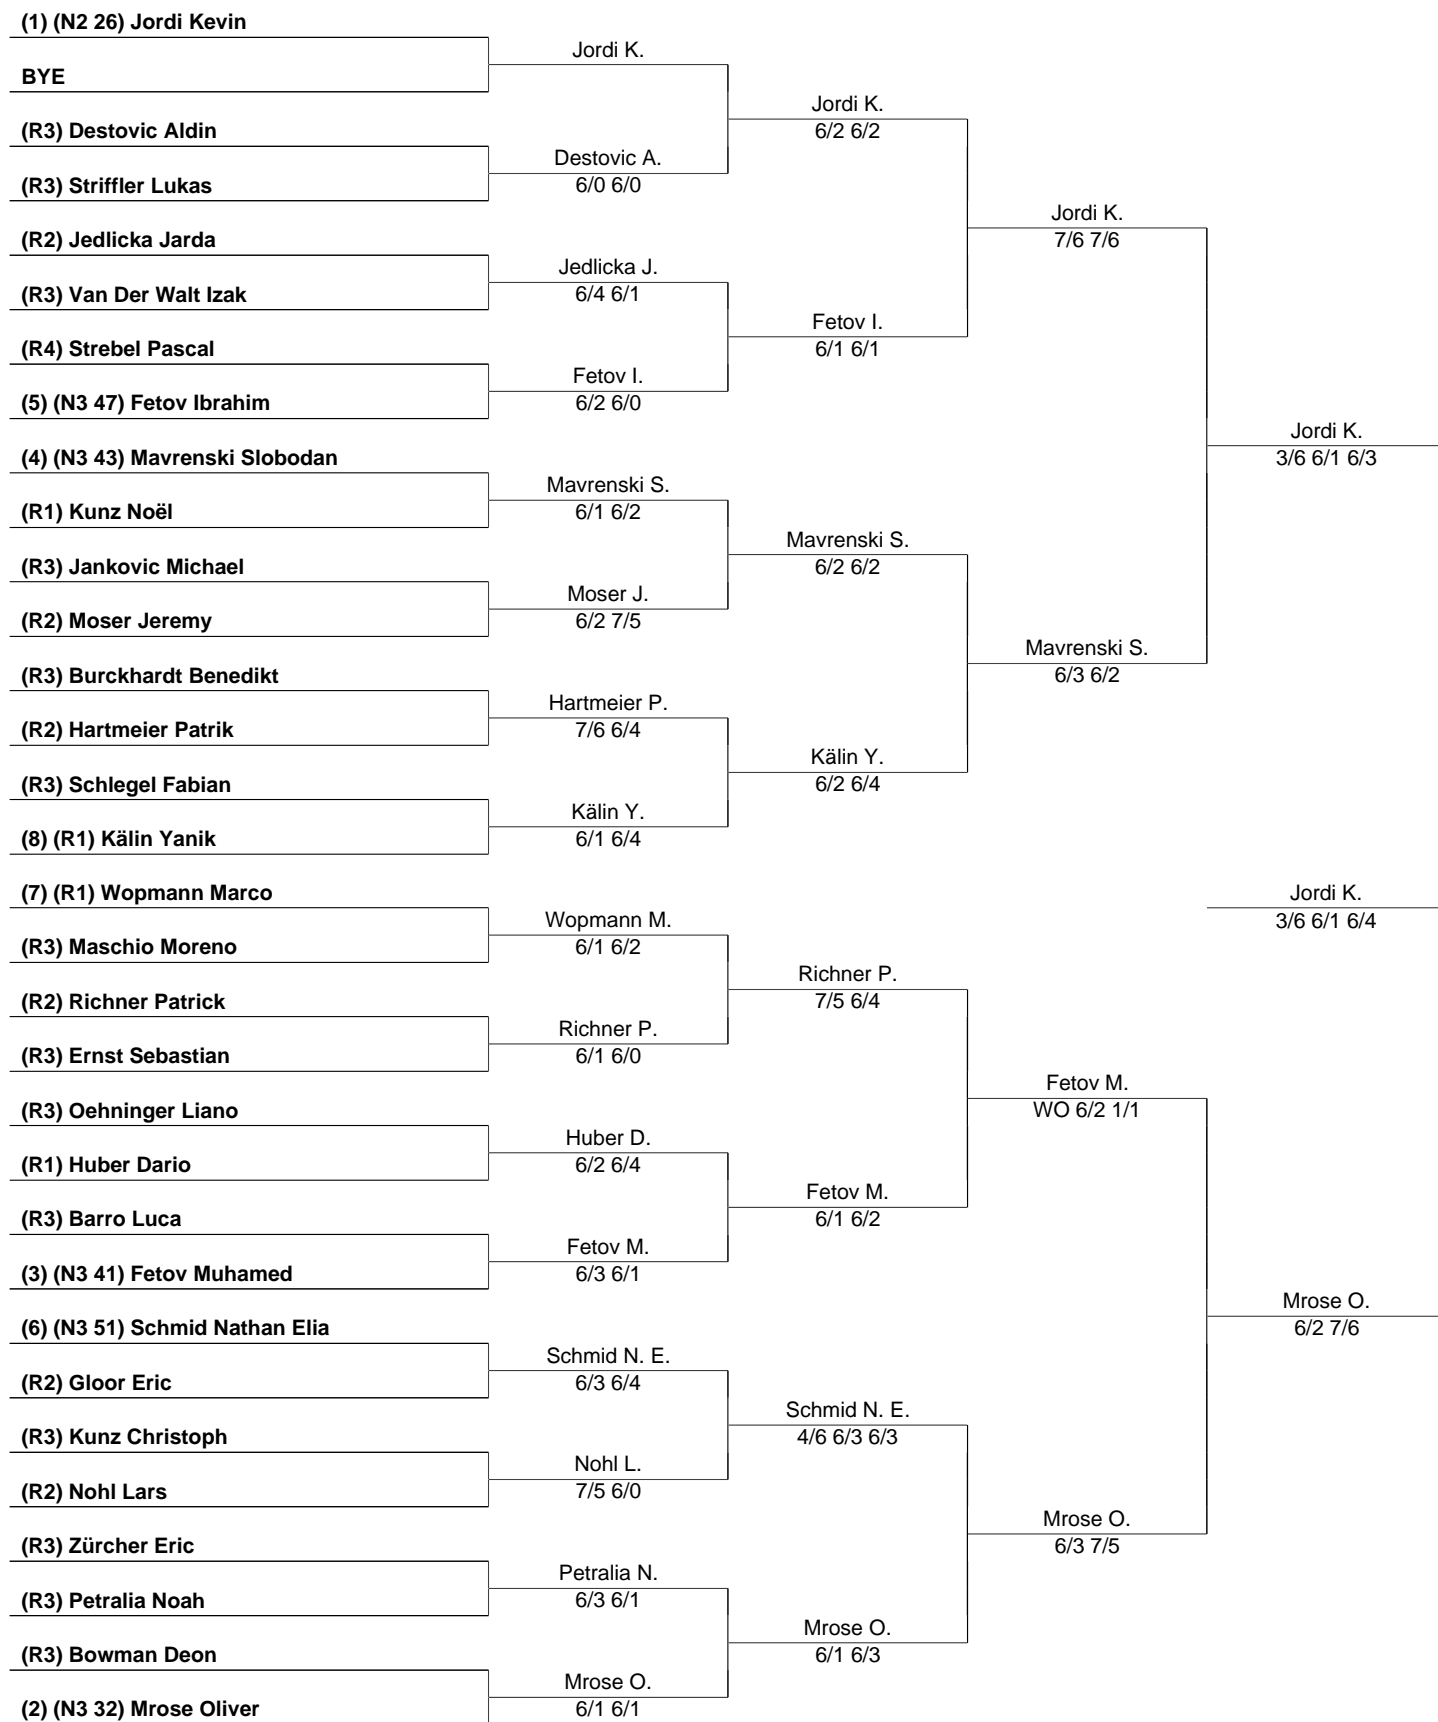 (1) (N2 26) Jordi Kevin
BYE
(R3) Destovic Aldin
(R3) Striffler Lukas
(R2) Jedlicka Jarda
(R3) Van Der Walt Izak
(R4) Strebel Pascal
(5) (N3 47) Fetov Ibrahim
(4) (N3 43) Mavrenski Slobodan
(R1) Kunz Noël
(R3) Jankovic Michael
(R2) Moser Jeremy
(R3) Burckhardt Benedikt
(R2) Hartmeier Patrik
(R3) Schlegel Fabian
(8) (R1) Kälin Yanik
(7) (R1) Wopmann Marco
(R3) Maschio Moreno
(R2) Richner Patrick
(R3) Ernst Sebastian
(R3) Oehninger Liano
(R1) Huber Dario
(R3) Barro Luca
(3) (N3 41) Fetov Muhamed
(6) (N3 51) Schmid Nathan Elia
(R2) Gloor Eric
(R3) Kunz Christoph
(R2) Nohl Lars
(R3) Zürcher Eric
(R3) Petralia Noah
(R3) Bowman Deon
(2) (N3 32) Mrose Oliver
Jordi K.
Destovic A.
6/0 6/0
Jedlicka J.
6/4 6/1
Fetov I.
6/2 6/0
Mavrenski S.
6/1 6/2
Moser J.
6/2 7/5
Hartmeier P.
7/6 6/4
Kälin Y.
6/1 6/4
Wopmann M.
6/1 6/2
Richner P.
6/1 6/0
Huber D.
6/2 6/4
Fetov M.
6/3 6/1
Schmid N. E.
6/3 6/4
Nohl L.
7/5 6/0
Petralia N.
6/3 6/1
Mrose O.
6/1 6/1
Jordi K.
6/2 6/2
Fetov I.
6/1 6/1
Mavrenski S.
6/2 6/2
Kälin Y.
6/2 6/4
Richner P.
7/5 6/4
Fetov M.
6/1 6/2
Schmid N. E.
4/6 6/3 6/3
Mrose O.
6/1 6/3
Jordi K.
7/6 7/6
Mavrenski S.
6/3 6/2
Fetov M.
WO 6/2 1/1
Mrose O.
6/3 7/5
Jordi K.
3/6 6/1 6/3
Jordi K.
3/6 6/1 6/4
Mrose O.
6/2 7/6